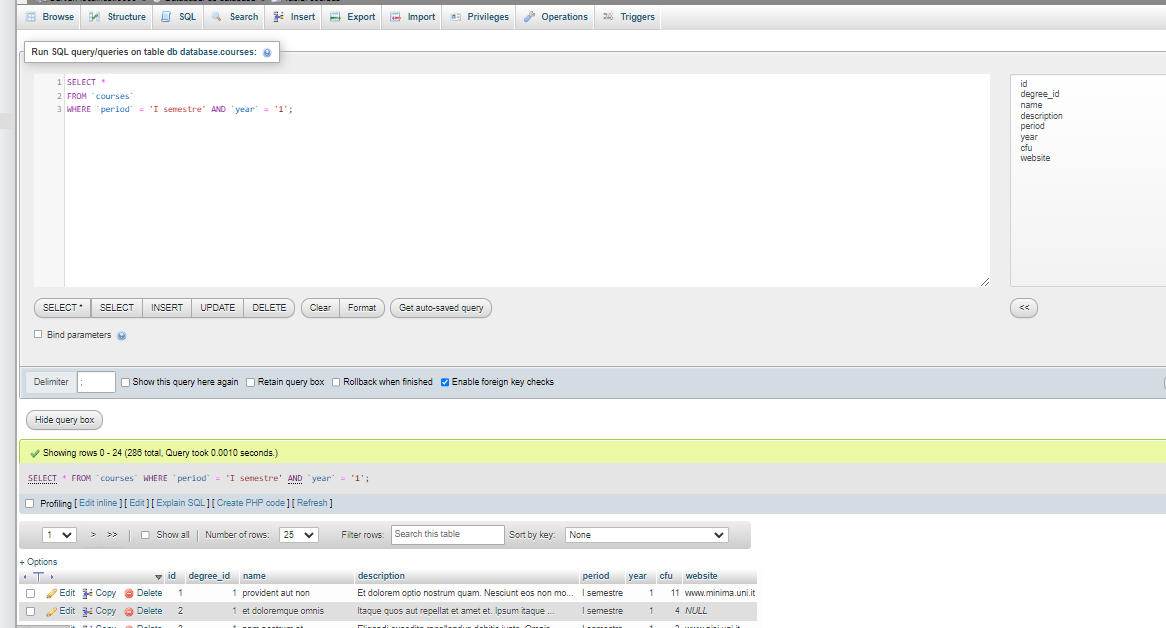 Browse Structure SQL Search Insert Export Import Privileges Operations Triggers
Run SQL query/queries on table db database.courses:
1 SELECT *
2 FROM `courses`
3 WHERE `period` = 'I semestre' AND `year` = '1';
id
degree_id
name
description
period
year
cfu
website
SELECT * SELECT INSERT UPDATE DELETE Clear Format Get auto-saved query <<
Bind parameters
Delimiter ; Show this query here again Retain query box Rollback when finished Enable foreign key checks
Hide query box
Showing rows 0 - 24 (286 total, Query took 0.0010 seconds.)
SELECT * FROM `courses` WHERE `period` = 'I semestre' AND `year` = '1';
Profiling [ Edit inline ] [ Edit ] [ Explain SQL ] [ Create PHP code ] [ Refresh ]
1 > >> Show all Number of rows: 25 Filter rows: Search this table Sort by key: None
+ Options
id degree_id name description period year cfu website
Edit Copy Delete 1 1 provident aut non Et dolorem optio nostrum quam. Nesciunt eos non mo... I semestre 1 11 www.minima.uni.it
Edit Copy Delete 2 1 et doloremque omnis Itaque quos aut repellat et amet et. Ipsum itaque ... I semestre 1 4 NULL